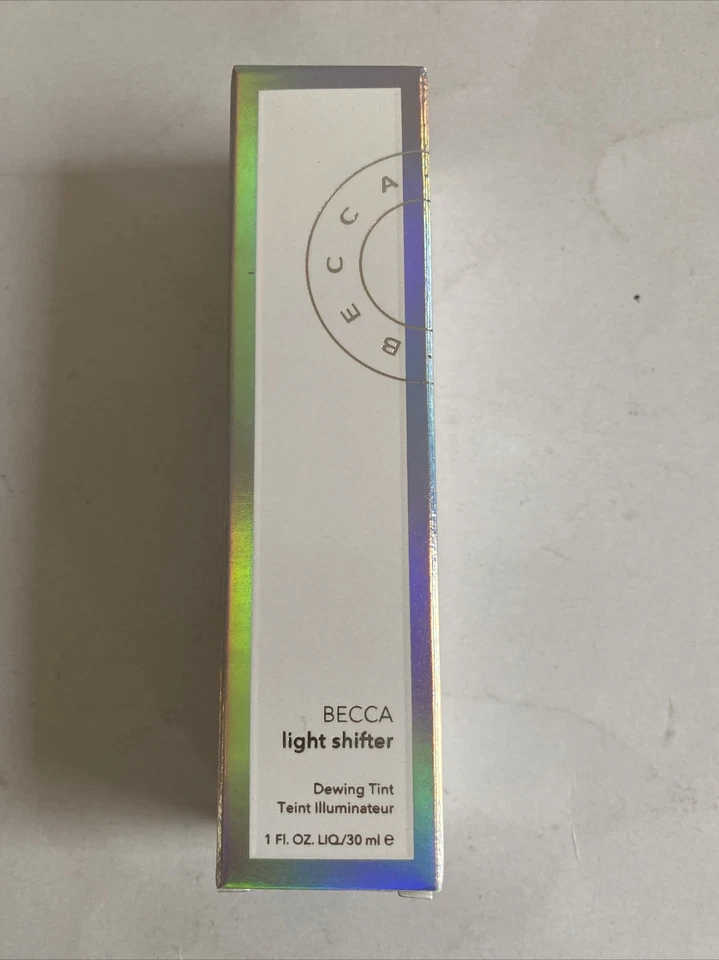 BECCA
BECCA
light shifter
Dewing Tint
Teint Illuminateur
1 Fl. OZ. LIQ./30 ml ℮